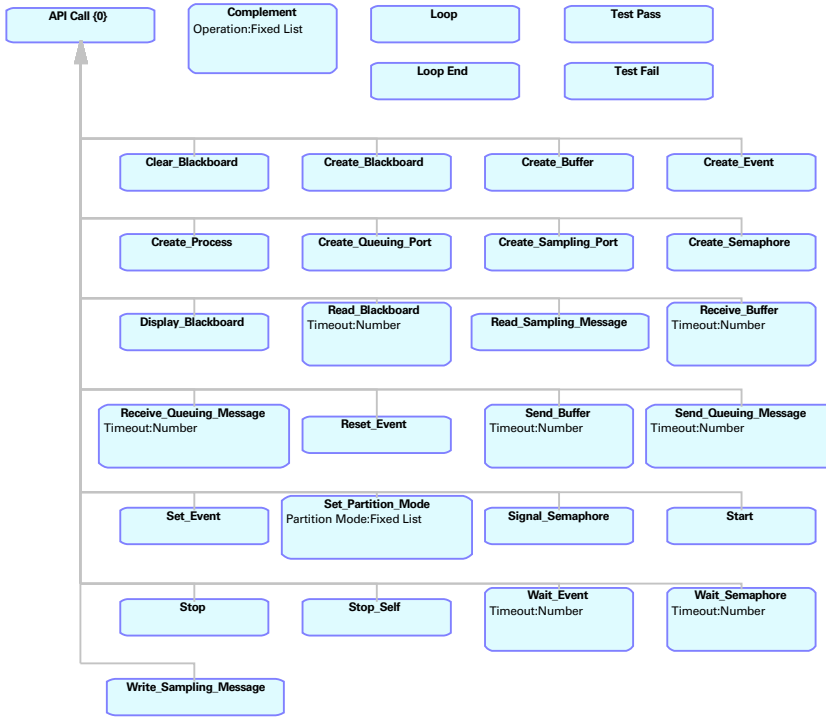 API Call {0}
Complement
Operation:Fixed List
Loop
Test Pass
Loop End
Test Fail
Clear_Blackboard
Create_Blackboard
Create_Buffer
Create_Event
Create_Process
Create_Queuing_Port
Create_Sampling_Port
Create_Semaphore
Display_Blackboard
Read_Blackboard
Timeout:Number
Read_Sampling_Message
Receive_Buffer
Timeout:Number
Receive_Queuing_Message
Timeout:Number
Reset_Event
Send_Buffer
Timeout:Number
Send_Queuing_Message
Timeout:Number
Set_Event
Set_Partition_Mode
Partition Mode:Fixed List
Signal_Semaphore
Start
Stop
Stop_Self
Wait_Event
Timeout:Number
Wait_Semaphore
Timeout:Number
Write_Sampling_Message